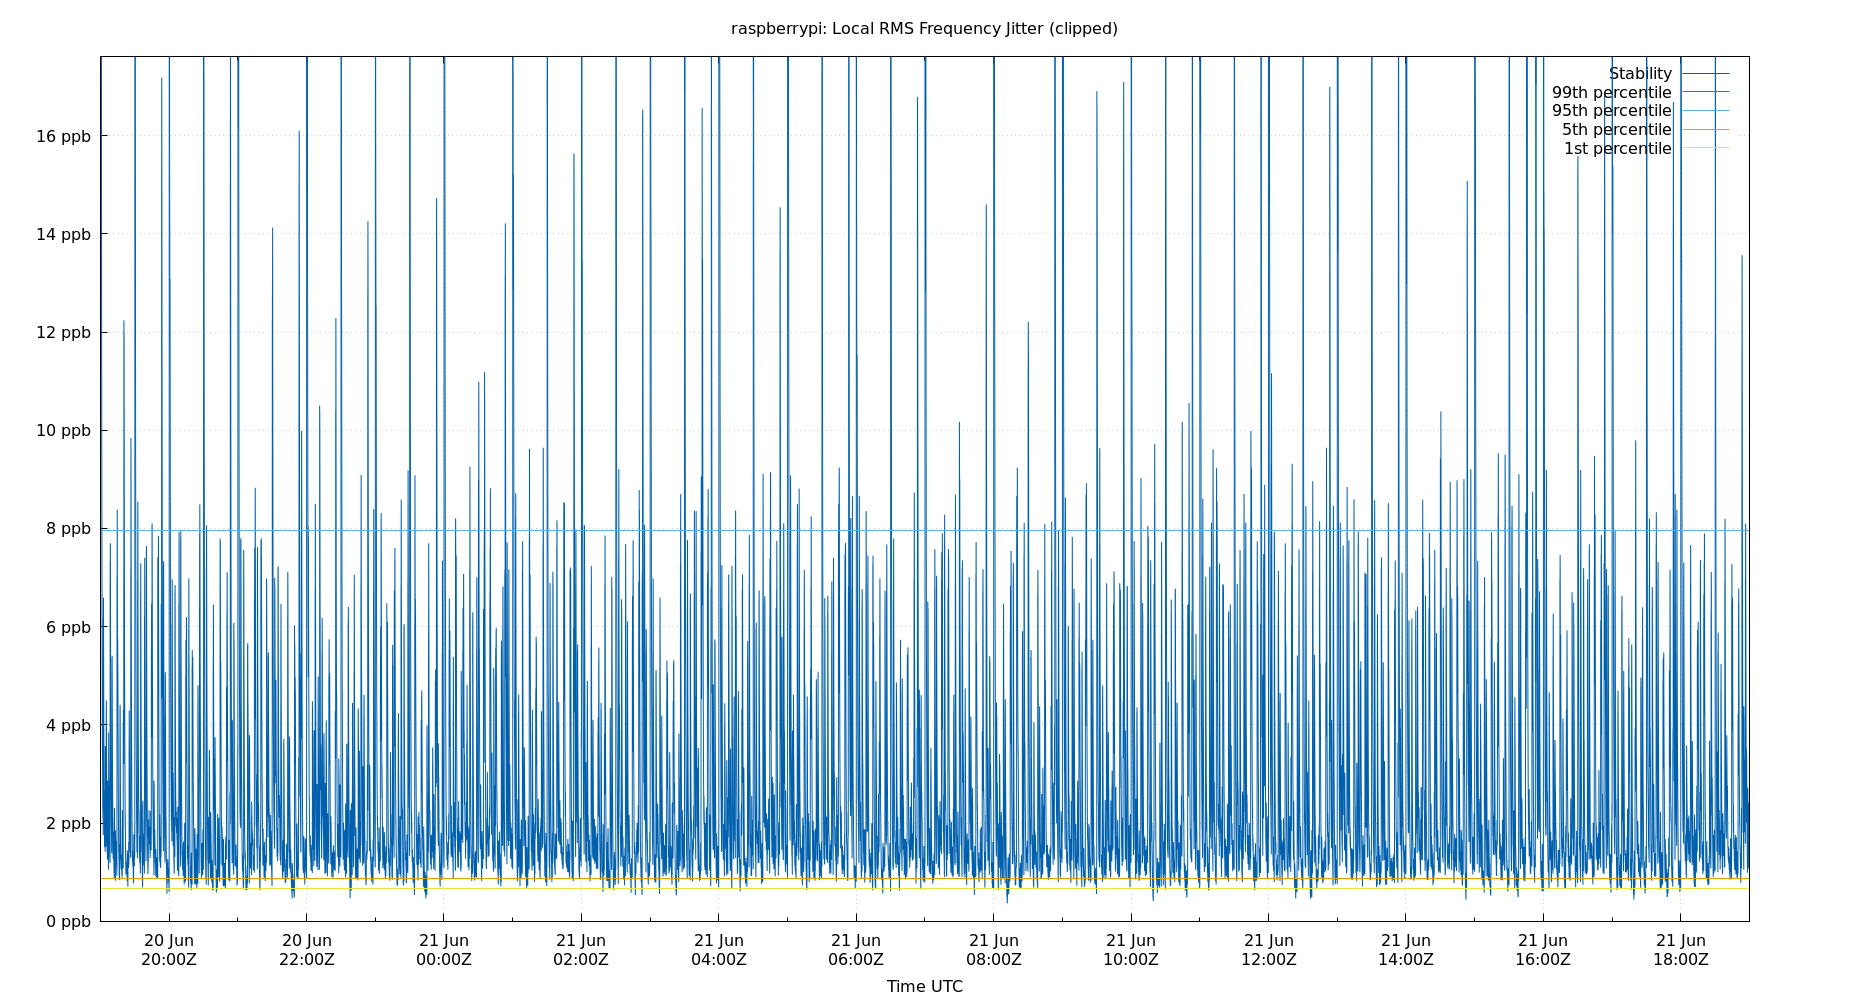 raspberrypi: Local RMS Frequency Jitter (clipped)
Stability
99th percentile
95th percentile
5th percentile
1st percentile
16 ppb
14 ppb
12 ppb
10 ppb
8 ppb
6 ppb
4 ppb
2 ppb
0 ppb
20 Jun 20 Jun 21 Jun 21 Jun 21 Jun 21 Jun 21 Jun 21 Jun 21 Jun 21 Jun 21 Jun 21 Jun
20:00Z 22:00Z 00:00Z 02:00Z 04:00Z 06:00Z 08:00Z 10:00Z 12:00Z 14:00Z 16:00Z 18:00Z
Time UTC